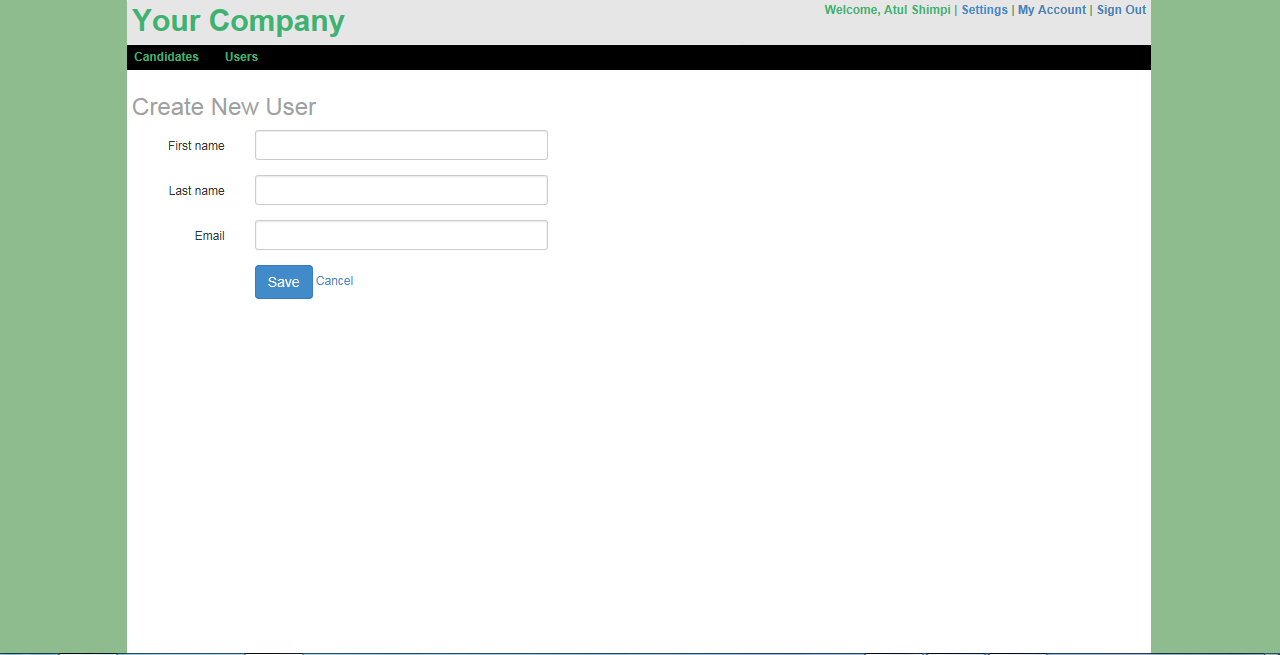 Your Company
Welcome, Atul Shimpi | Settings | My Account | Sign Out
Candidates Users
Create New User
First name
Last name
Email
Save Cancel